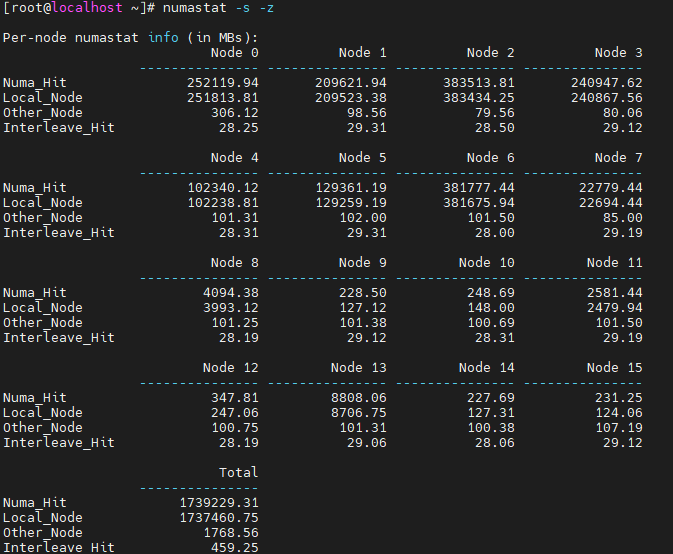 [root@localhost ~]# numastat -s -z
Per-node numastat info (in MBs):
Node 0 Node 1 Node 2 Node 3
--------------- --------------- --------------- ---------------
Numa_Hit 252119.94 209621.94 383513.81 240947.62
Local_Node 251813.81 209523.38 383434.25 240867.56
Other_Node 306.12 98.56 79.56 80.06
Interleave_Hit 28.25 29.31 28.50 29.12
Node 4 Node 5 Node 6 Node 7
--------------- --------------- --------------- ---------------
Numa_Hit 102340.12 129361.19 381777.44 22779.44
Local_Node 102238.81 129259.19 381675.94 22694.44
Other_Node 101.31 102.00 101.50 85.00
Interleave_Hit 28.31 29.31 28.00 29.19
Node 8 Node 9 Node 10 Node 11
--------------- --------------- --------------- ---------------
Numa_Hit 4094.38 228.50 248.69 2581.44
Local_Node 3993.12 127.12 148.00 2479.94
Other_Node 101.25 101.38 100.69 101.50
Interleave_Hit 28.19 29.12 28.31 29.19
Node 12 Node 13 Node 14 Node 15
--------------- --------------- --------------- ---------------
Numa_Hit 347.81 8808.06 227.69 231.25
Local_Node 247.06 8706.75 127.31 124.06
Other_Node 100.75 101.31 100.38 107.19
Interleave_Hit 28.19 29.06 28.06 29.12
Total
---------------
Numa_Hit 1739229.31
Local_Node 1737460.75
Other_Node 1768.56
Interleave_Hit 459.25